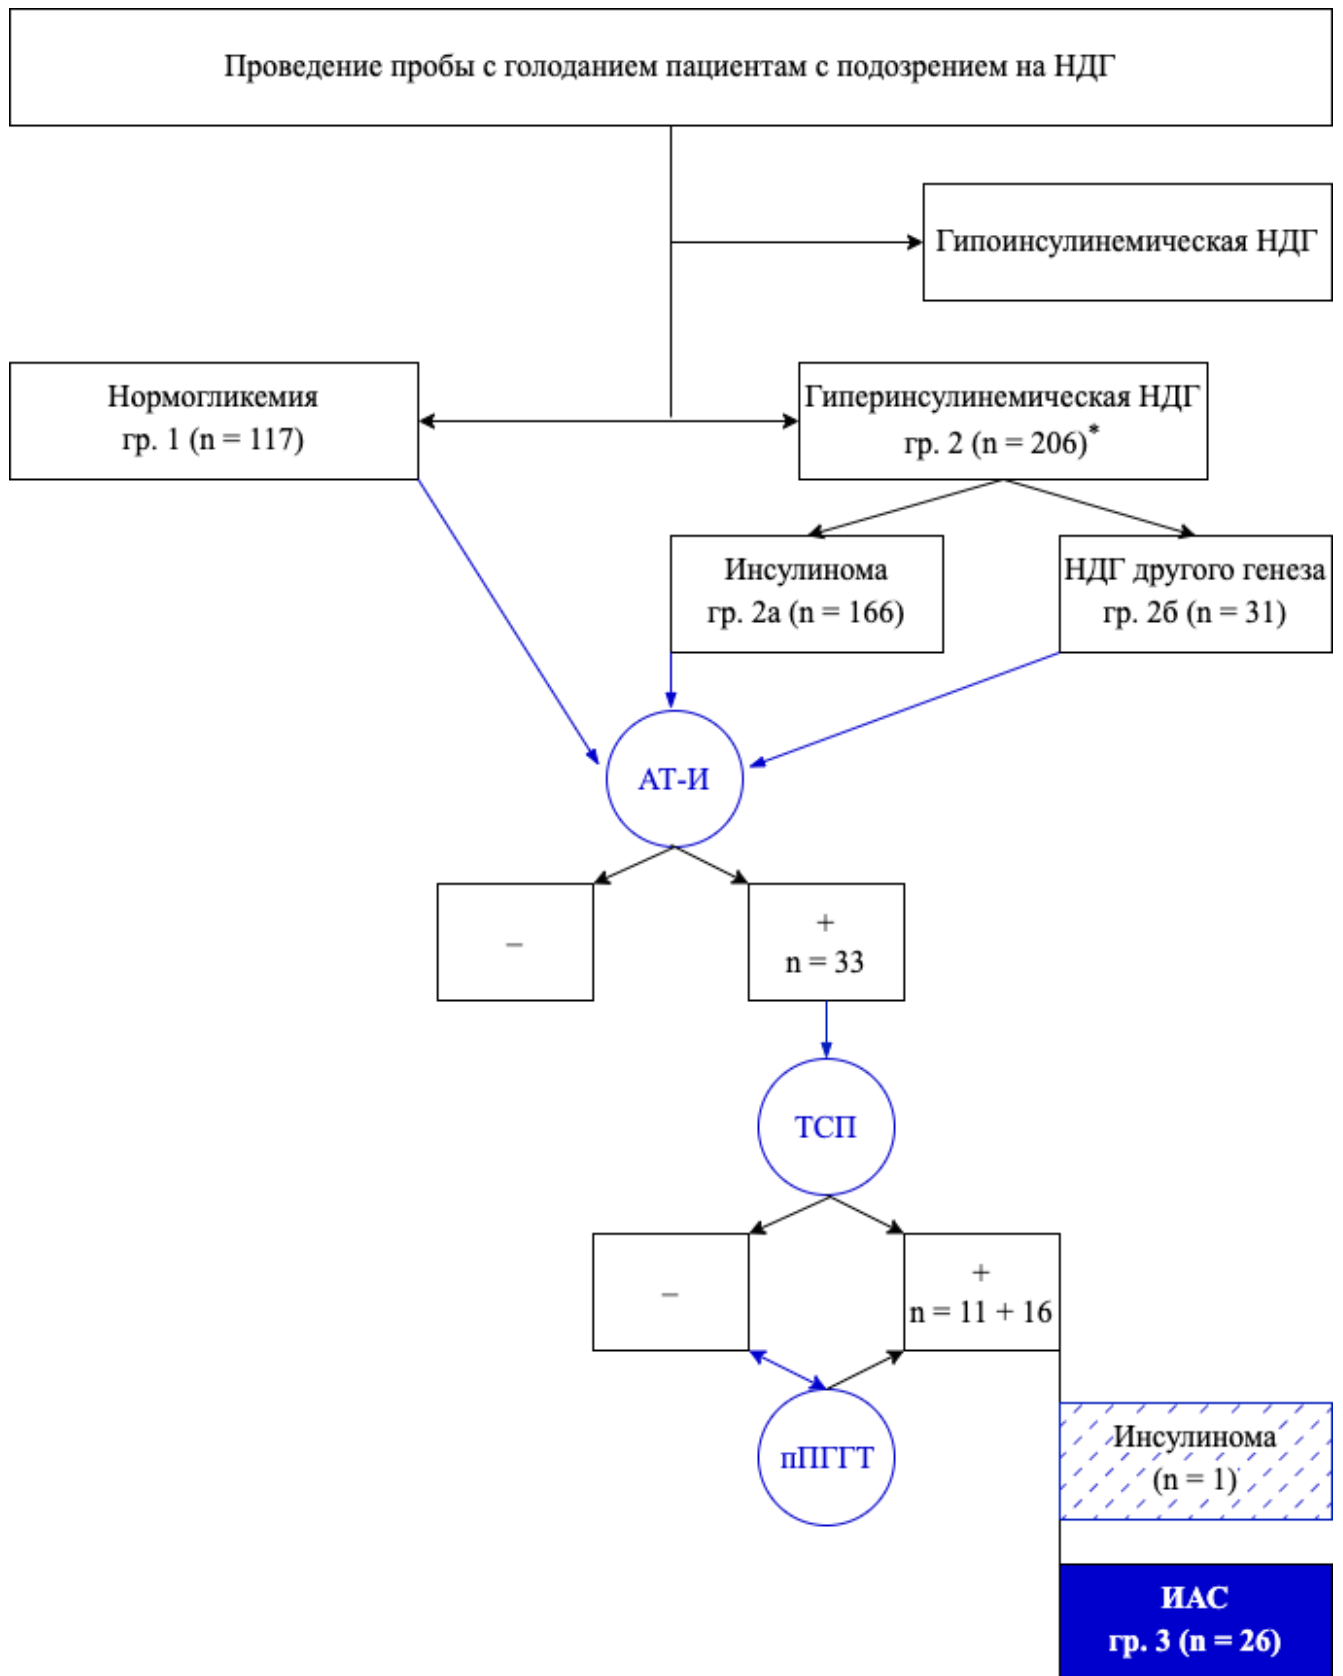 Проведение пробы с голоданием пациентам с подозрением на НДГ
Гипоинсулинемическая НДГ
Нормогликемия
гр. 1 (n = 117)
Гиперинсулинемическая НДГ
гр. 2 (n = 206)*
Инсулинома
гр. 2а (n = 166)
НДГ другого генеза
гр. 2б (n = 31)
АТ-И
–
+
n = 33
ТСП
–
+
n = 11 + 16
пПГГТ
Инсулинома
(n = 1)
ИАС
гр. 3 (n = 26)